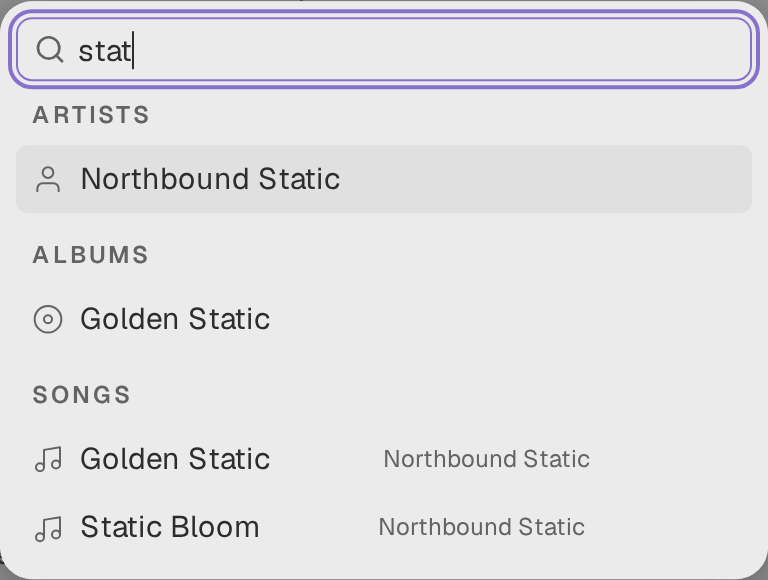 stat
ARTISTS
Northbound Static
ALBUMS
Golden Static
SONGS
Golden Static Northbound Static
Static Bloom Northbound Static